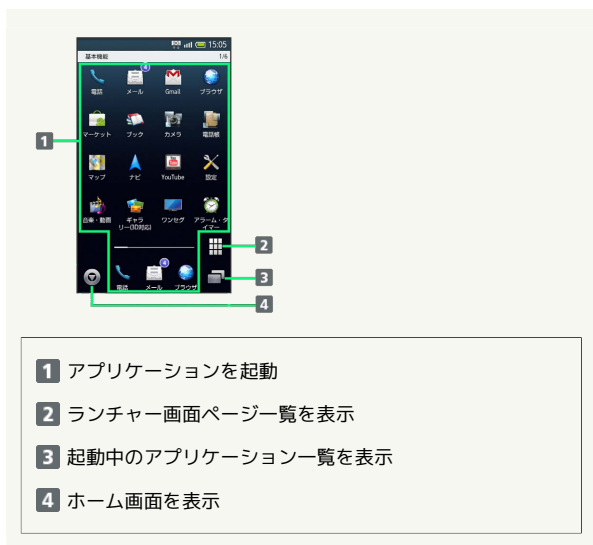 15:05
基本機能 1/6
電話 メール 4 Gmail ブラウザ
マーケット ブック カメラ 電話帳
マップ ナビ YouTube 設定
音楽・動画 ギャラリー(3D対応) ワンセグ アラーム・タイマー
電話 メール 4 ブラウザ
1
2
3
4
1 アプリケーションを起動
2 ランチャー画面ページ一覧を表示
3 起動中のアプリケーション一覧を表示
4 ホーム画面を表示